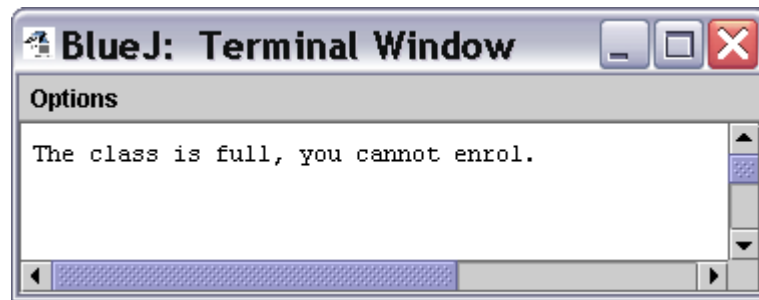 BlueJ: Terminal Window
Options
The class is full, you cannot enrol.